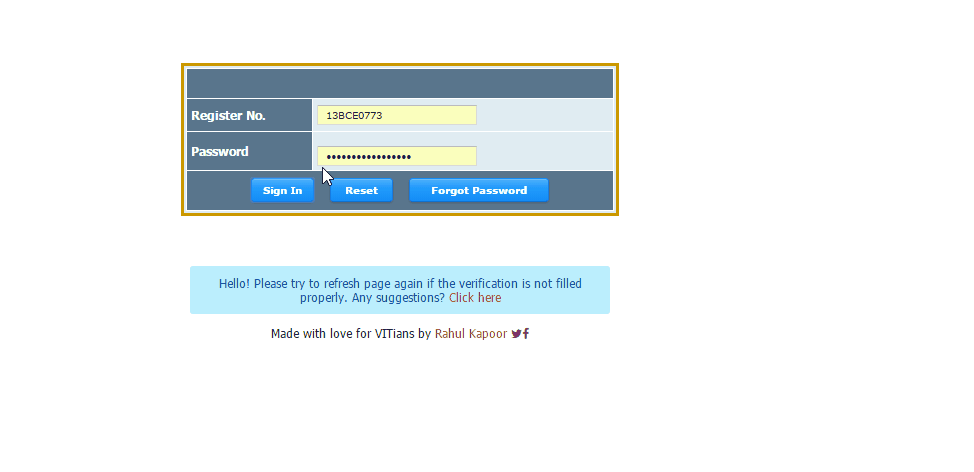 Register No. 13BCE0773
Password •••••••••••••••••
Sign In Reset Forgot Password
Hello! Please try to refresh page again if the verification is not filled
properly. Any suggestions? Click here
Made with love for VITians by Rahul Kapoor